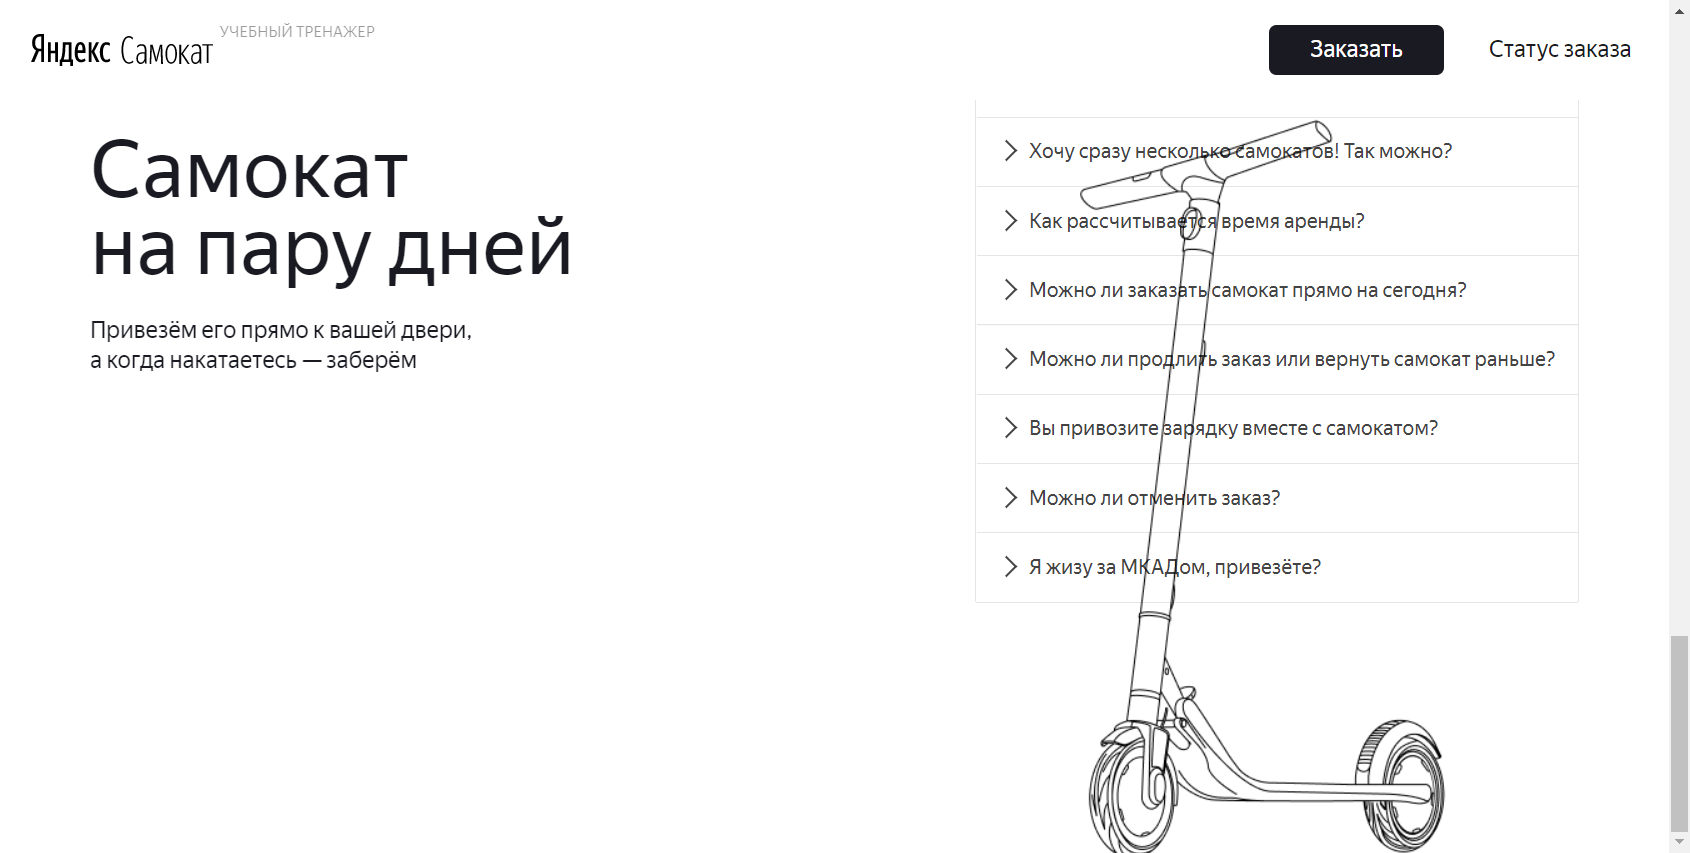 Яндекс Самокат
УЧЕБНЫЙ ТРЕНАЖЕР
Заказать
Статус заказа
Самокат
на пару дней
Привезём его прямо к вашей двери,
а когда накатаетесь — заберём
Хочу сразу несколько самокатов! Так можно?
Как рассчитывается время аренды?
Можно ли заказать самокат прямо на сегодня?
Можно ли продлить заказ или вернуть самокат раньше?
Вы привозите зарядку вместе с самокатом?
Можно ли отменить заказ?
Я жизу за МКАДом, привезёте?